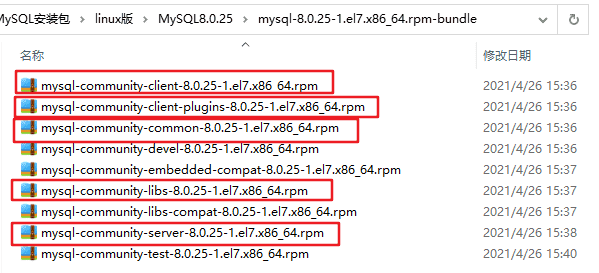 MySQL安装包 > linux版 > MySQL8.0.25 > mysql-8.0.25-1.el7.x86_64.rpm-bundle
名称 修改日期
mysql-community-client-8.0.25-1.el7.x86_64.rpm 2021/4/26 15:36
mysql-community-client-plugins-8.0.25-1.el7.x86_64.rpm 2021/4/26 15:36
mysql-community-common-8.0.25-1.el7.x86_64.rpm 2021/4/26 15:36
mysql-community-devel-8.0.25-1.el7.x86_64.rpm 2021/4/26 15:36
mysql-community-embedded-compat-8.0.25-1.el7.x86_64.rpm 2021/4/26 15:37
mysql-community-libs-8.0.25-1.el7.x86_64.rpm 2021/4/26 15:37
mysql-community-libs-compat-8.0.25-1.el7.x86_64.rpm 2021/4/26 15:37
mysql-community-server-8.0.25-1.el7.x86_64.rpm 2021/4/26 15:38
mysql-community-test-8.0.25-1.el7.x86_64.rpm 2021/4/26 15:40